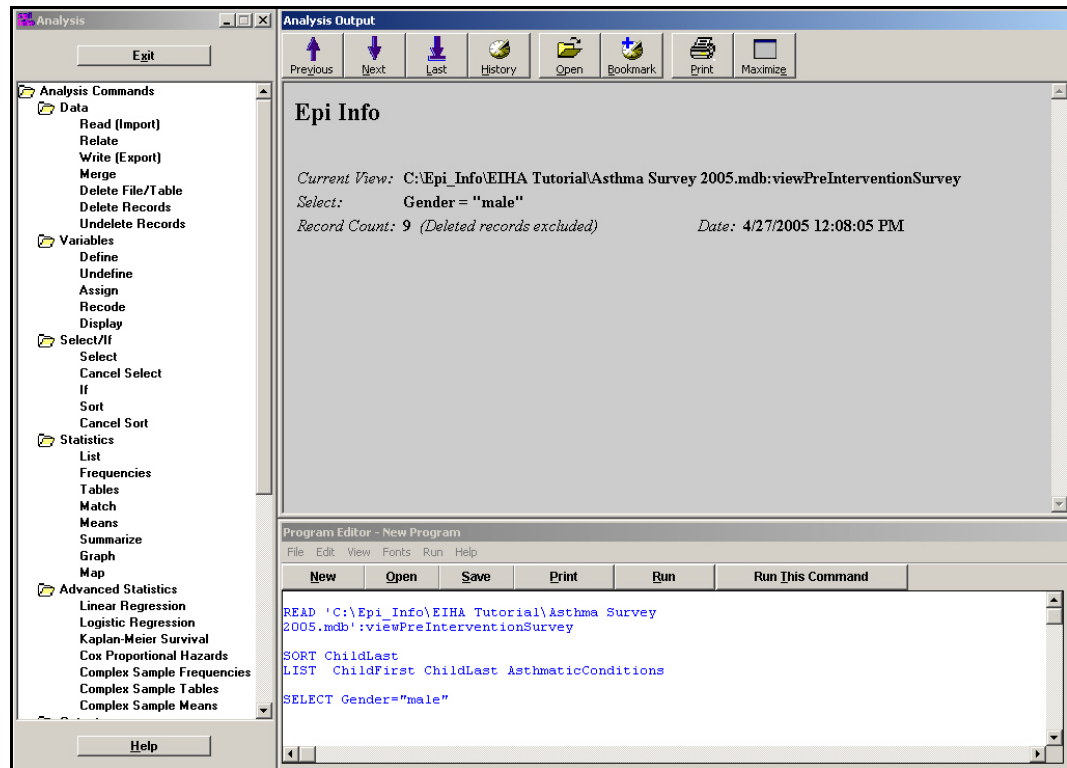 Analysis
Exit
Analysis Commands
Data
Read (Import)
Relate
Write (Export)
Merge
Delete File/Table
Delete Records
Undelete Records
Variables
Define
Undefine
Assign
Recode
Display
Select/If
Select
Cancel Select
If
Sort
Cancel Sort
Statistics
List
Frequencies
Tables
Match
Means
Summarize
Graph
Map
Advanced Statistics
Linear Regression
Logistic Regression
Kaplan-Meier Survival
Cox Proportional Hazards
Complex Sample Frequencies
Complex Sample Tables
Complex Sample Means
Help
Analysis Output
Previous Next Last History Open Bookmark Print Maximize
Epi Info
Current View: C:\Epi_Info\EIHA Tutorial\Asthma Survey 2005.mdb:viewPreInterventionSurvey
Select: Gender = "male"
Record Count: 9 (Deleted records excluded) Date: 4/27/2005 12:08:05 PM
Program Editor - New Program
File Edit View Fonts Run Help
New Open Save Print Run Run This Command
READ 'C:\Epi_Info\EIHA Tutorial\Asthma Survey
2005.mdb':viewPreInterventionSurvey
SORT ChildLast
LIST ChildFirst ChildLast AsthmaticConditions
SELECT Gender="male"